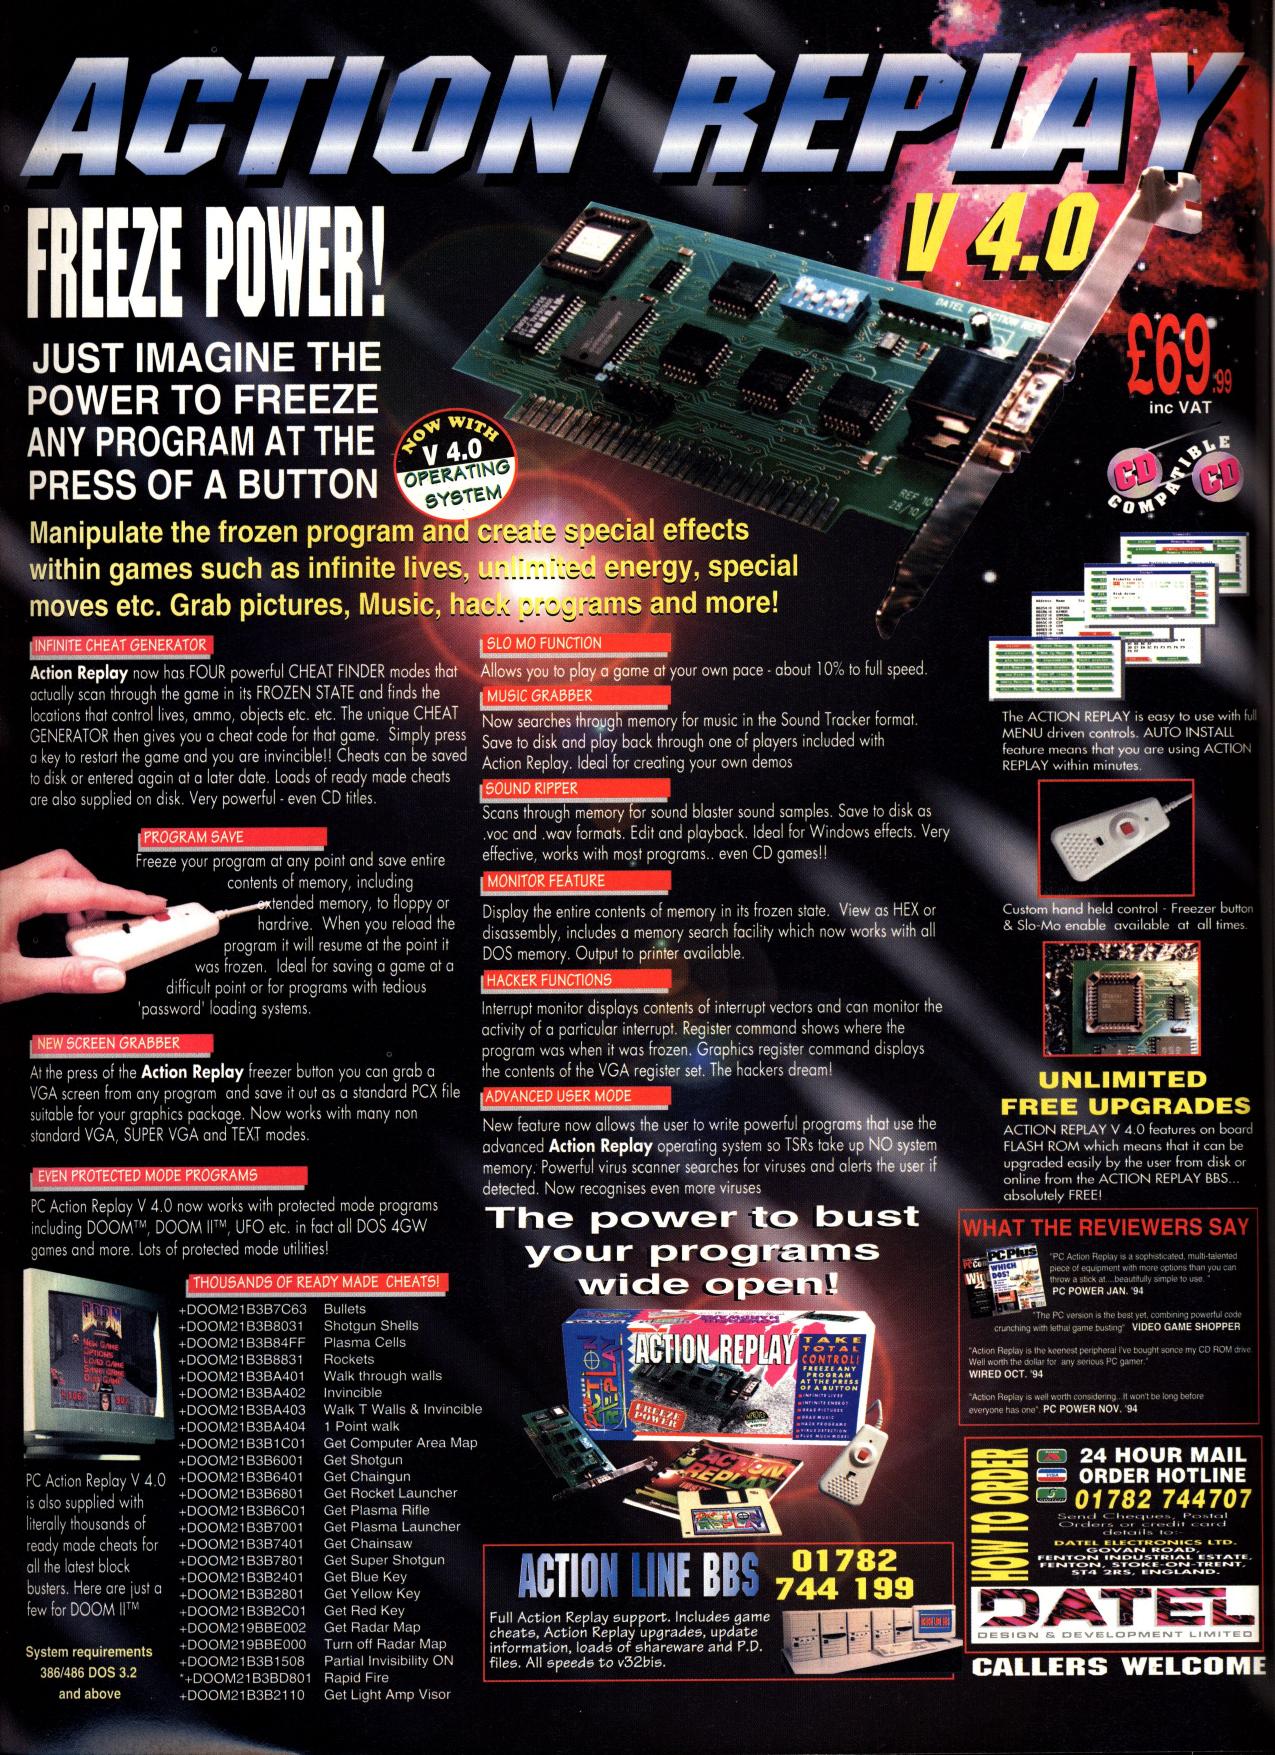 ACTION REPLAY
V 4.0
FREEZE POWER!
JUST IMAGINE THE
POWER TO FREEZE
ANY PROGRAM AT THE
PRESS OF A BUTTON
NOW WITH
V 4.0
OPERATING
SYSTEM
£69.99
inc VAT
CD COMPATIBLE CD
Manipulate the frozen program and create special effects
within games such as infinite lives, unlimited energy, special
moves etc. Grab pictures, Music, hack programs and more!
INFINITE CHEAT GENERATOR
Action Replay now has FOUR powerful CHEAT FINDER modes that
actually scan through the game in its FROZEN STATE and finds the
locations that control lives, ammo, objects etc. etc. The unique CHEAT
GENERATOR then gives you a cheat code for that game. Simply press
a key to restart the game and you are invincible!! Cheats can be saved
to disk or entered again at a later date. Loads of ready made cheats
are also supplied on disk. Very powerful - even CD titles.
PROGRAM SAVE
Freeze your program at any point and save entire
contents of memory, including
extended memory, to floppy or
hardrive. When you reload the
program it will resume at the point it
was frozen. Ideal for saving a game at a
difficult point or for programs with tedious
'password' loading systems.
NEW SCREEN GRABBER
At the press of the Action Replay freezer button you can grab a
VGA screen from any program and save it out as a standard PCX file
suitable for your graphics package. Now works with many non
standard VGA, SUPER VGA and TEXT modes.
EVEN PROTECTED MODE PROGRAMS
PC Action Replay V 4.0 now works with protected mode programs
including DOOM™, DOOM II™, UFO etc. in fact all DOS 4GW
games and more. Lots of protected mode utilities!
THOUSANDS OF READY MADE CHEATS!
+DOOM21B3B7C63 Bullets
+DOOM21B3B8031 Shotgun Shells
+DOOM21B3B84FF Plasma Cells
+DOOM21B3B8831 Rockets
+DOOM21B3BA401 Walk through walls
+DOOM21B3BA402 Invincible
+DOOM21B3BA403 Walk T Walls & Invincible
+DOOM21B3BA404 1 Point walk
+DOOM21B3B1C01 Get Computer Area Map
+DOOM21B3B6001 Get Shotgun
+DOOM21B3B6401 Get Chaingun
+DOOM21B3B6801 Get Rocket Launcher
+DOOM21B3B6C01 Get Plasma Rifle
+DOOM21B3B7001 Get Plasma Launcher
+DOOM21B3B7401 Get Chainsaw
+DOOM21B3B7801 Get Super Shotgun
+DOOM21B3B2401 Get Blue Key
+DOOM21B3B2801 Get Yellow Key
+DOOM21B3B2C01 Get Red Key
+DOOM219BBE002 Get Radar Map
+DOOM219BBE000 Turn off Radar Map
+DOOM21B3B1508 Partial Invisibility ON
*+DOOM21B3BD801 Rapid Fire
+DOOM21B3B2110 Get Light Amp Visor
DOOM
NEW GAME
OPTIONS
LOAD GAME
SAVE GAME
QUIT GAME
PC Action Replay V 4.0
is also supplied with
literally thousands of
ready made cheats for
all the latest block
busters. Here are just a
few for DOOM II™
System requirements
386/486 DOS 3.2
and above
SLO MO FUNCTION
Allows you to play a game at your own pace - about 10% to full speed.
MUSIC GRABBER
Now searches through memory for music in the Sound Tracker format.
Save to disk and play back through one of players included with
Action Replay. Ideal for creating your own demos
SOUND RIPPER
Scans through memory for sound blaster sound samples. Save to disk as
.voc and .wav formats. Edit and playback. Ideal for Windows effects. Very
effective, works with most programs.. even CD games!!
MONITOR FEATURE
Display the entire contents of memory in its frozen state. View as HEX or
disassembly, includes a memory search facility which now works with all
DOS memory. Output to printer available.
HACKER FUNCTIONS
Interrupt monitor displays contents of interrupt vectors and can monitor the
activity of a particular interrupt. Register command shows where the
program was when it was frozen. Graphics register command displays
the contents of the VGA register set. The hackers dream!
ADVANCED USER MODE
New feature now allows the user to write powerful programs that use the
advanced Action Replay operating system so TSRs take up NO system
memory. Powerful virus scanner searches for viruses and alerts the user if
detected. Now recognises even more viruses
The power to bust
your programs
wide open!
ACTION REPLAY
TAKE
TOTAL
CONTROL!
FREEZE ANY
PROGRAM
AT THE PRESS
OF A BUTTON
INFINITE LIVES
INFINITE ENERGY
GRAB PICTURES
GRAB MUSIC
HACK PROGRAMS
VIRUS DETECTION
PLUS MUCH MORE!
FREEZE
POWER
ACTION LINE BBS
01782
744 199
Full Action Replay support. Includes game
cheats, Action Replay upgrades, update
information, loads of shareware and P.D.
files. All speeds to v32bis.
The ACTION REPLAY is easy to use with full
MENU driven controls. AUTO INSTALL
feature means that you are using ACTION
REPLAY within minutes.
Custom hand held control - Freezer button
& Slo-Mo enable available at all times.
UNLIMITED
FREE UPGRADES
ACTION REPLAY V 4.0 features on board
FLASH ROM which means that it can be
upgraded easily by the user from disk or
online from the ACTION REPLAY BBS...
absolutely FREE!
WHAT THE REVIEWERS SAY
PC Plus
WHICH
DOS?
"PC Action Replay is a sophisticated, multi-talented
piece of equipment with more options than you can
throw a stick at....beautifully simple to use. "
PC POWER JAN. '94
"The PC version is the best yet, combining powerful code
crunching with lethal game busting" VIDEO GAME SHOPPER
"Action Replay is the keenest peripheral I've bought sonce my CD ROM drive.
Well worth the dollar for any serious PC gamer."
WIRED OCT. '94
"Action Replay is well worth considering.. It won't be long before
everyone has one". PC POWER NOV. '94
HOW TO ORDER
VISA
24 HOUR MAIL
ORDER HOTLINE
01782 744707
Send Cheques, Postal
Orders or credit card
details to:-
DATEL ELECTRONICS LTD.
GOVAN ROAD,
FENTON INDUSTRIAL ESTATE,
FENTON, STOKE-ON-TRENT,
ST4 2RS, ENGLAND.
DATEL
DESIGN & DEVELOPMENT LIMITED
CALLERS WELCOME